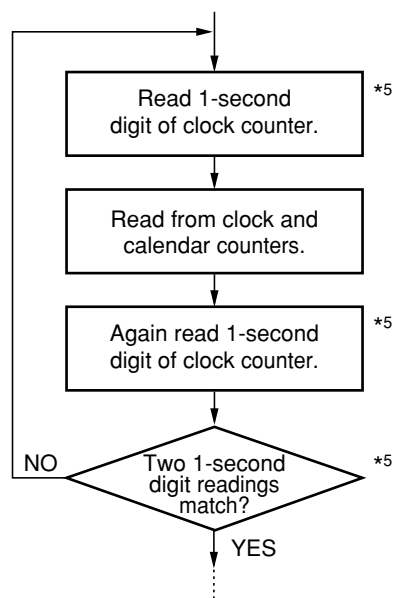 Read 1-second
digit of clock counter.
*5
Read from clock and
calendar counters.
Again read 1-second
digit of clock counter.
*5
Two 1-second
digit readings
match?
*5
NO
YES